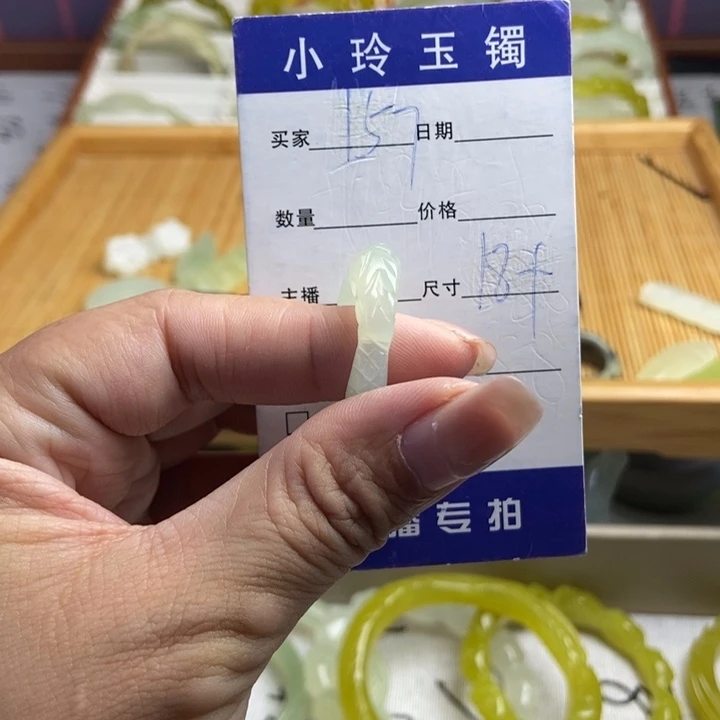 小玲玉镯
买家 157 日期
数量 价格
主播 尺寸
播专拍